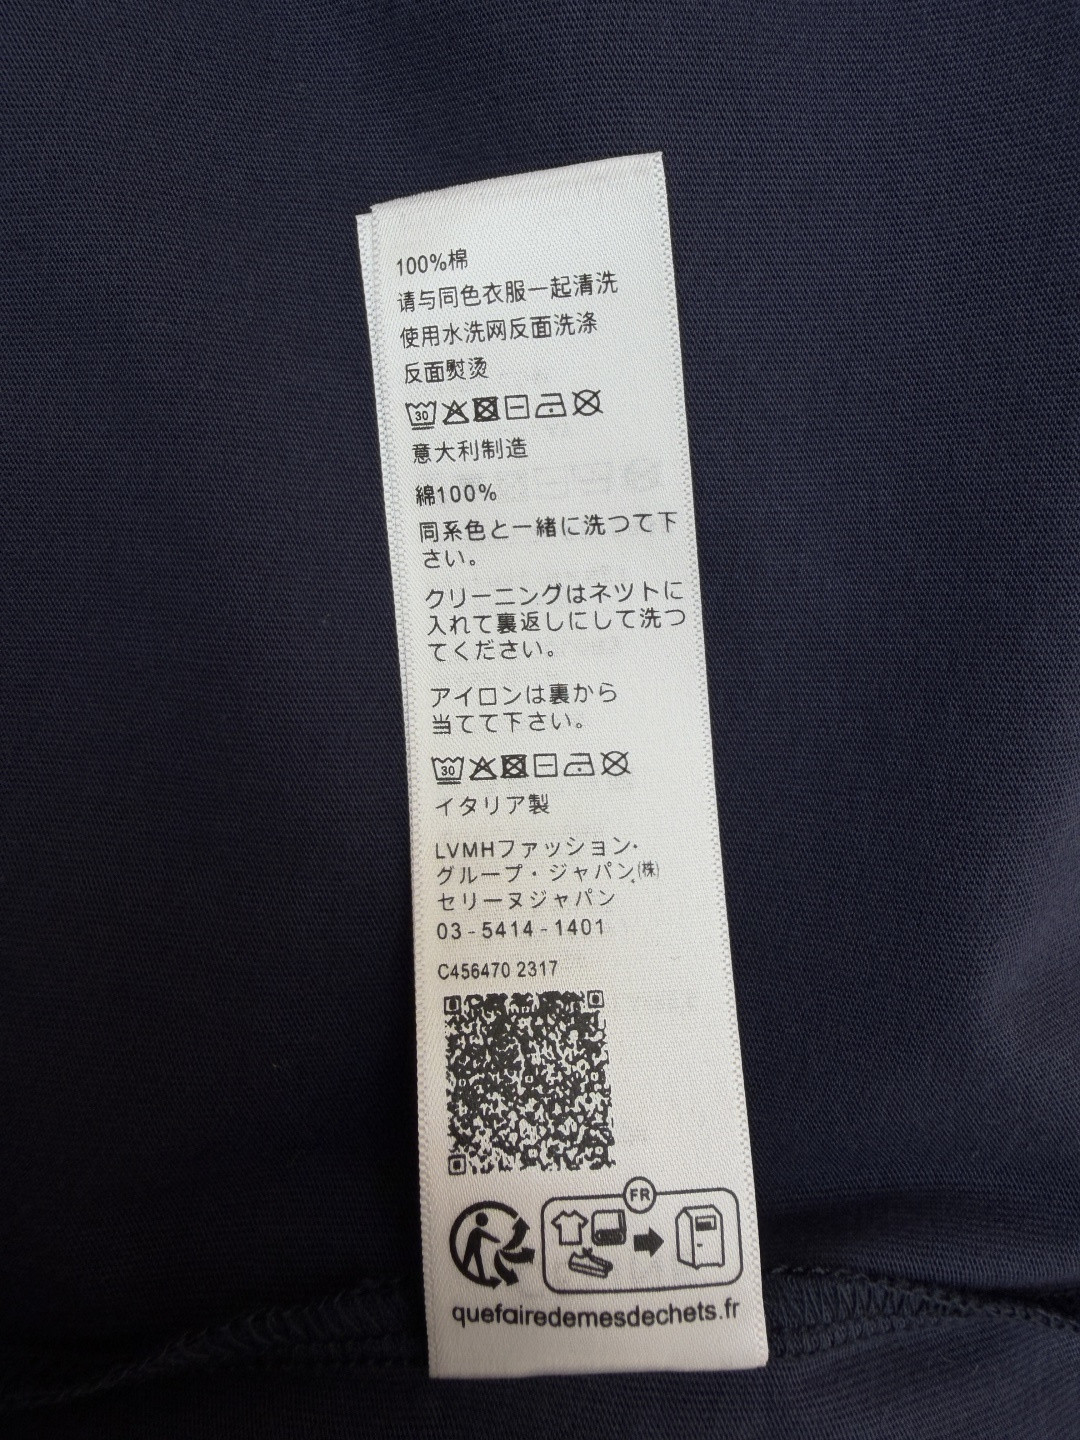 100%棉
请与同色衣服一起清洗
使用水洗网反面洗涤
反面熨烫
30
意大利制造
綿100%
同系色と一緒に洗つて下
さい。
クリーニングはネツトに
入れて裏返しにして洗つ
てください。
アイロンは裏から
当てて下さい。
30
イタリア製
LVMHファッション・
グループ・ジャパン㈱
セリーヌジャパン
03-5414-1401
C456470 2317
FR
quefairedemesdechets.fr